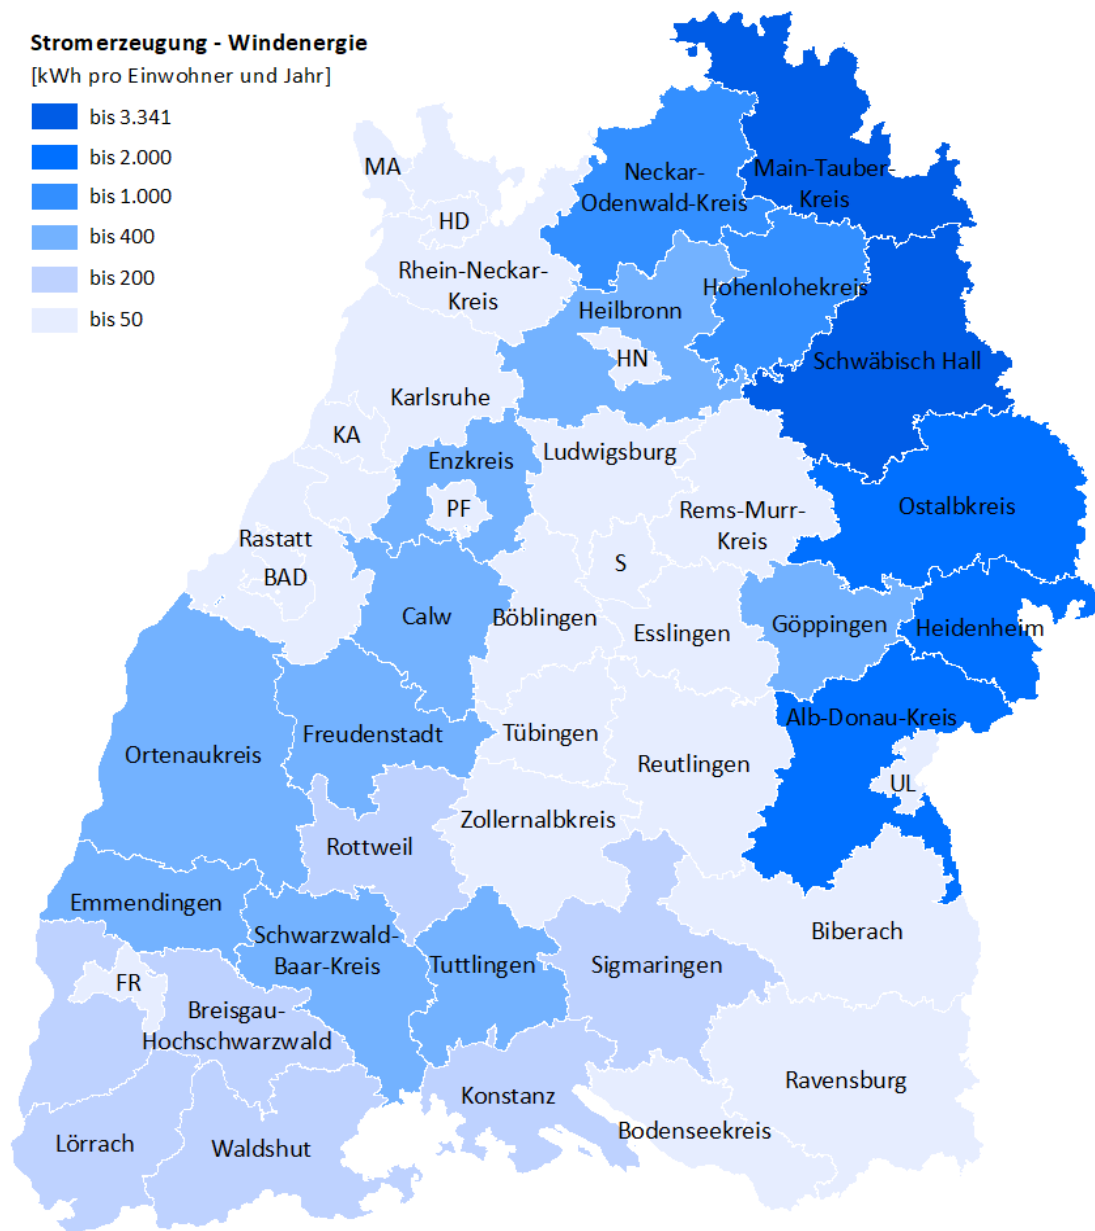 Stromerzeugung - Windenergie
[kWh pro Einwohner und Jahr]
bis 3.341
bis 2.000
bis 1.000
bis 400
bis 200
bis 50
MA
Neckar-
Odenwald-Kreis
Main-Tauber-
Kreis
HD
Rhein-Neckar-
Kreis
Hohenlohekreis
Heilbronn
HN
Schwäbisch Hall
Karlsruhe
KA
Enzkreis
Ludwigsburg
PF
Rems-Murr-
Kreis
Ostalbkreis
Rastatt
BAD
S
Calw
Böblingen
Esslingen
Göppingen
Heidenheim
Alb-Donau-Kreis
Freudenstadt
Tübingen
Ortenaukreis
Reutlingen
UL
Zollernalbkreis
Rottweil
Emmendingen
Schwarzwald-
Baar-Kreis
Tuttlingen
Sigmaringen
Biberach
FR
Breisgau-
Hochschwarzwald
Konstanz
Ravensburg
Bodenseekreis
Lörrach
Waldshut